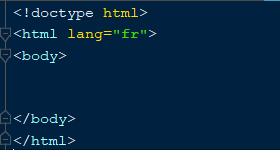 <!doctype html>
<html lang="fr">
<body>
</body>
</html>